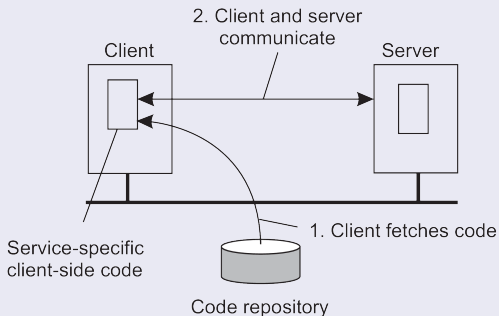 2. Client and server
communicate
Client
Server
1. Client fetches code
Service-specific
client-side code
Code repository